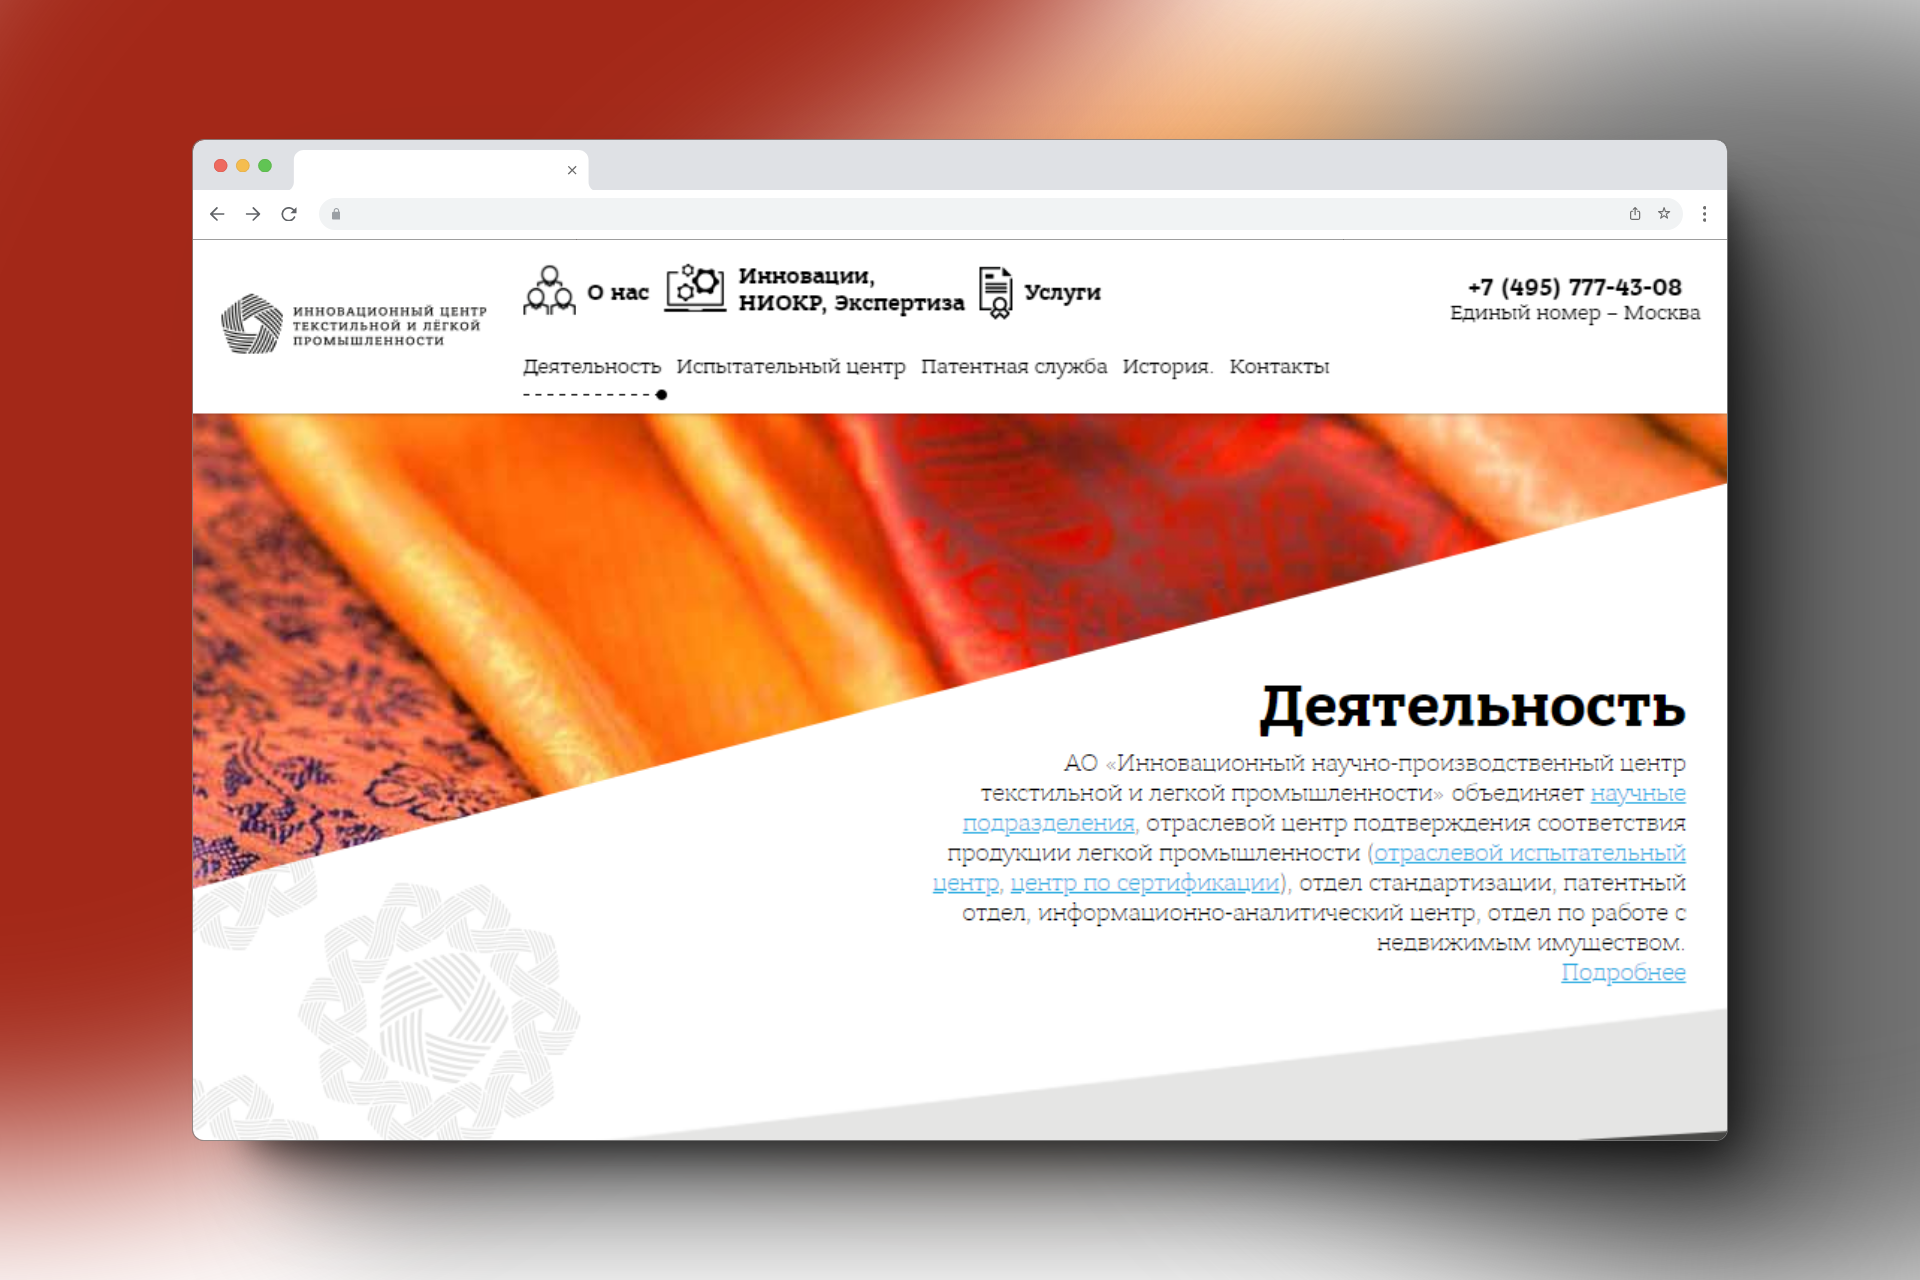 О нас
Инновации,
НИОКР, Экспертиза
Услуги
+7 (495) 777-43-08
Единый номер – Москва
ИННОВАЦИОННЫЙ ЦЕНТР
ТЕКСТИЛЬНОЙ И ЛЁГКОЙ
ПРОМЫШЛЕННОСТИ
Деятельность Испытательный центр Патентная служба История. Контакты
Деятельность
АО «Инновационный научно-производственный центр
текстильной и легкой промышленности» объединяет научные
подразделения, отраслевой центр подтверждения соответствия
продукции легкой промышленности (отраслевой испытательный
центр, центр по сертификации), отдел стандартизации, патентный
отдел, информационно-аналитический центр, отдел по работе с
недвижимым имуществом.
Подробнее